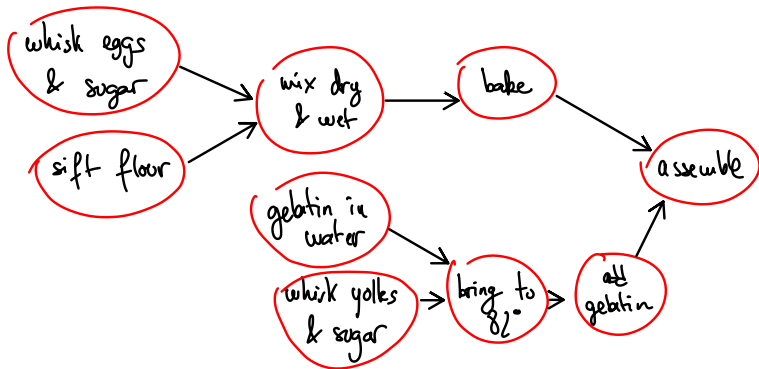 whisk eggs
& sugar
sift flour
mix dry
& wet
bake
assemble
gelatin in
water
whisk yolks
& sugar
bring to
82°
add
gelatin